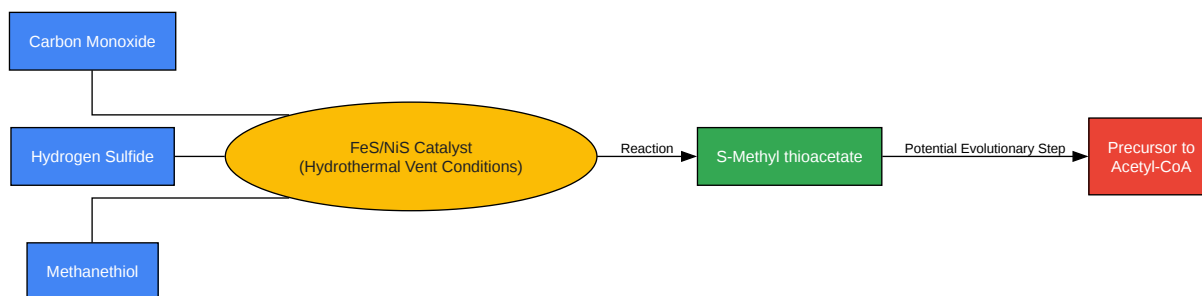 Carbon Monoxide
Hydrogen Sulfide
Methanethiol
FeS/NiS Catalyst
(Hydrothermal Vent Conditions)
Reaction
S-Methyl thioacetate
Potential Evolutionary Step
Precursor to
Acetyl-CoA